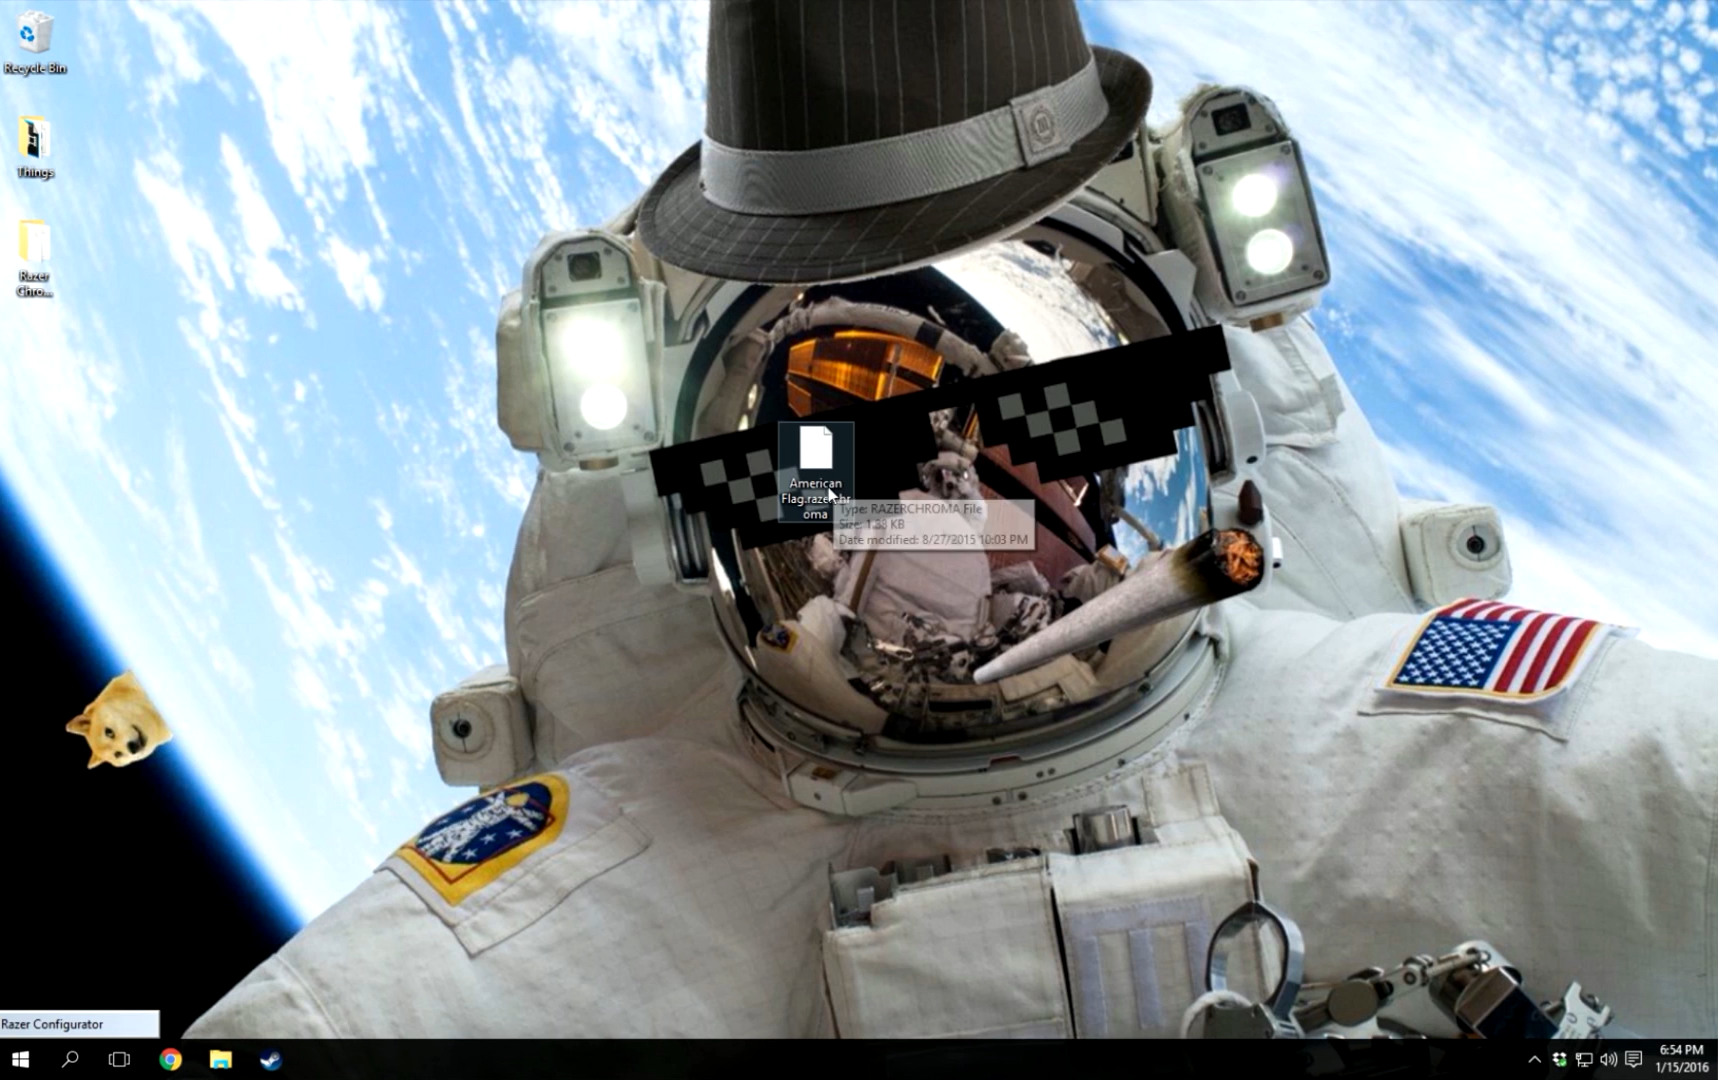 Recycle Bin
Things
Razer
Chro...
American
Flag.razerchr
oma
Type: RAZERCHROMA File
Size: 1.88 KB
Date modified: 8/27/2015 10:03 PM
Razer Configurator
6:54 PM
1/15/2016